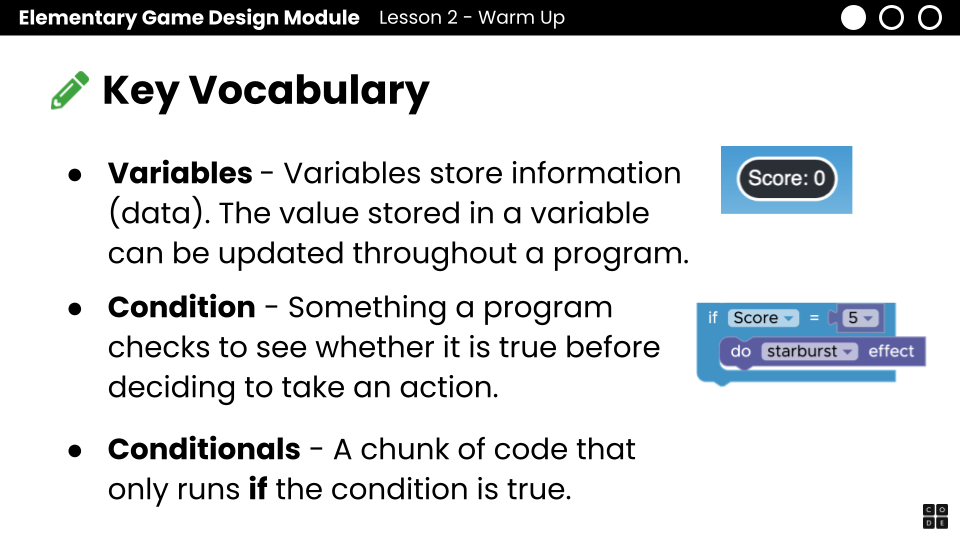 Elementary Game Design Module Lesson 2 - Warm Up
Key Vocabulary
● Variables - Variables store information
(data). The value stored in a variable
can be updated throughout a program.
Score: 0
● Condition - Something a program
checks to see whether it is true before
deciding to take an action.
if Score = 5
do starburst effect
● Conditionals - A chunk of code that
only runs if the condition is true.
C O
D E